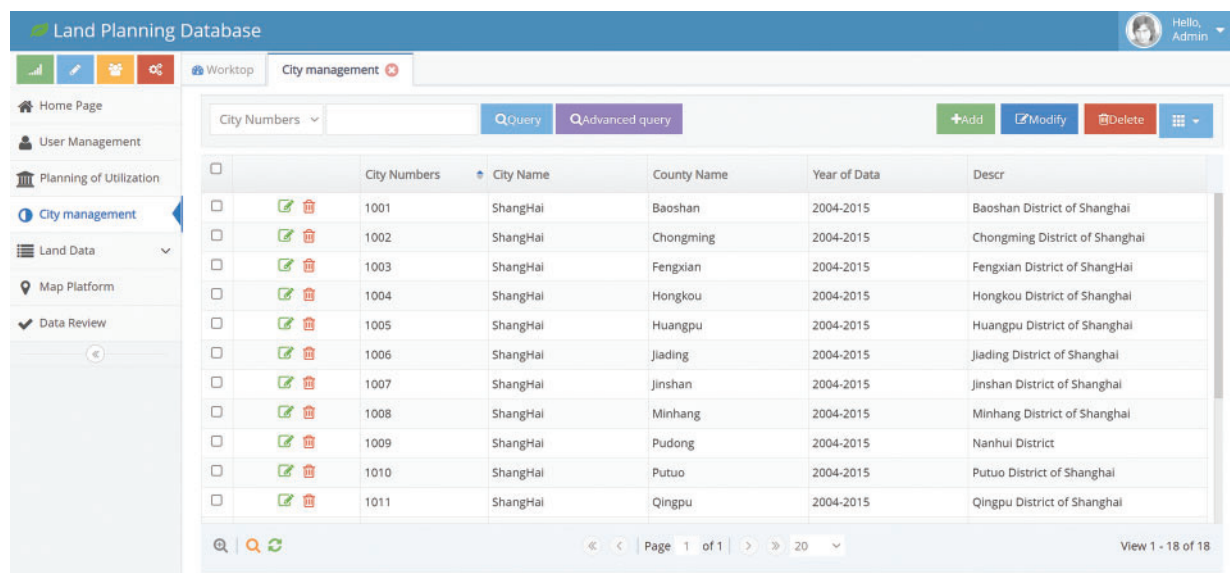 Land Planning Database
Hello,
Admin
Worktop
City management
Home Page
User Management
Planning of Utilization
City management
Land Data
Map Platform
Data Review
City Numbers
Query
Advanced query
Add
Modify
Delete
City Numbers City Name County Name Year of Data Descr
1001 ShangHai Baoshan 2004-2015 Baoshan District of Shanghai
1002 ShangHai Chongming 2004-2015 Chongming District of Shanghai
1003 ShangHai Fengxian 2004-2015 Fengxian District of ShangHai
1004 ShangHai Hongkou 2004-2015 Hongkou District of Shanghai
1005 ShangHai Huangpu 2004-2015 Huangpu District of Shanghai
1006 ShangHai Jiading 2004-2015 Jiading District of Shanghai
1007 ShangHai Jinshan 2004-2015 Jinshan District of Shanghai
1008 ShangHai Minhang 2004-2015 Minhang District of Shanghai
1009 ShangHai Pudong 2004-2015 Nanhui District
1010 ShangHai Putuo 2004-2015 Putuo District of Shanghai
1011 ShangHai Qingpu 2004-2015 Qingpu District of Shanghai
Page 1 of 1 20 View 1 - 18 of 18